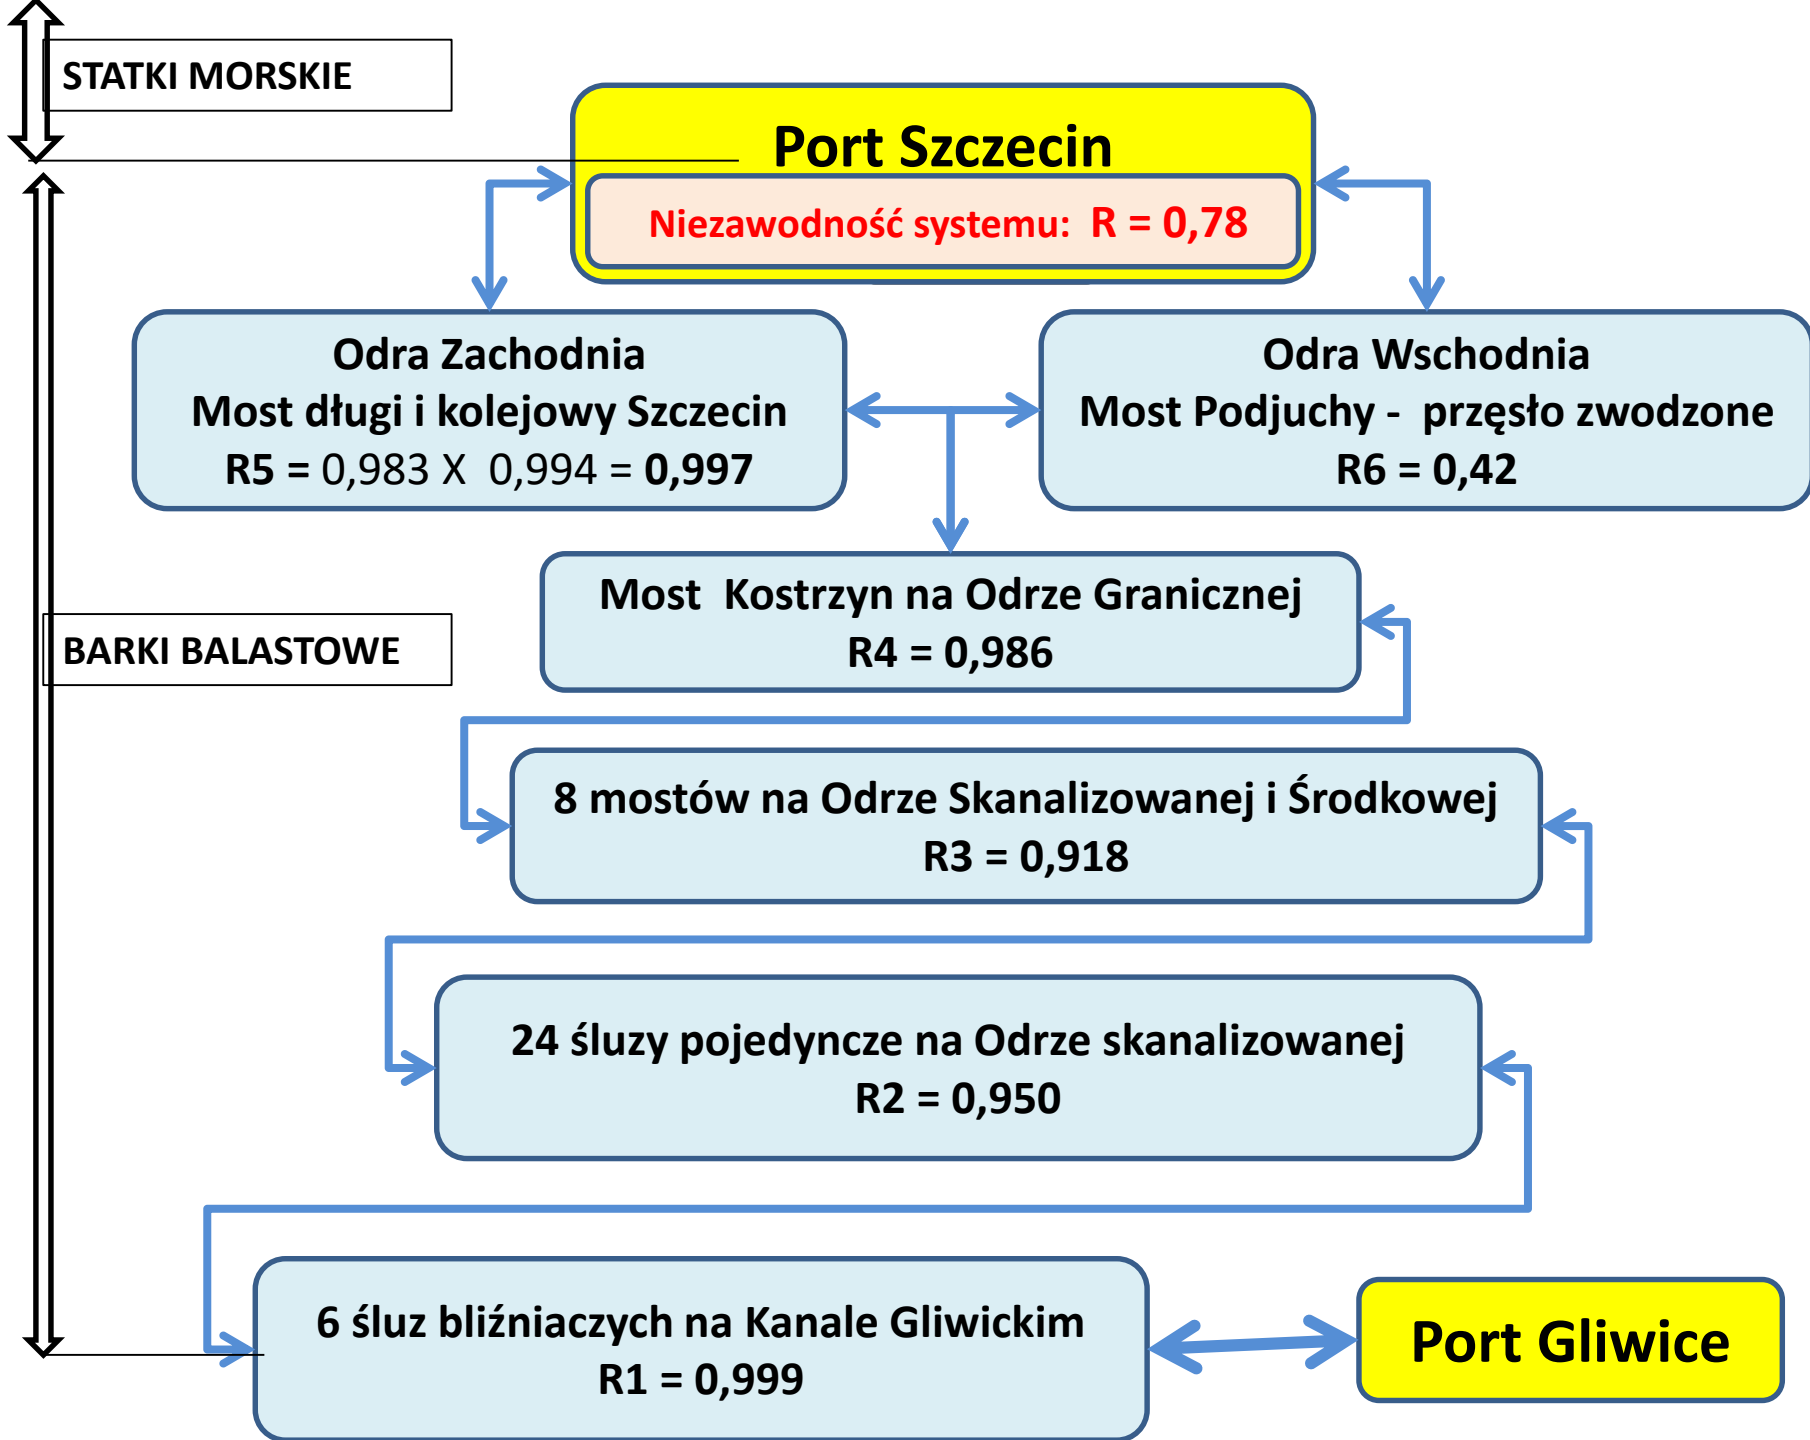 STATKI MORSKIE
Port Szczecin
Niezawodność systemu: R = 0,78
Odra Zachodnia
Most długi i kolejowy Szczecin
R5 = 0,983 X 0,994 = 0,997
Odra Wschodnia
Most Podjuchy - przęsło zwodzone
R6 = 0,42
Most Kostrzyn na Odrze Granicznej
R4 = 0,986
BARKI BALASTOWE
8 mostów na Odrze Skanalizowanej i Środkowej
R3 = 0,918
24 śluzy pojedyncze na Odrze skanalizowanej
R2 = 0,950
6 śluz bliźniaczych na Kanale Gliwickim
R1 = 0,999
Port Gliwice